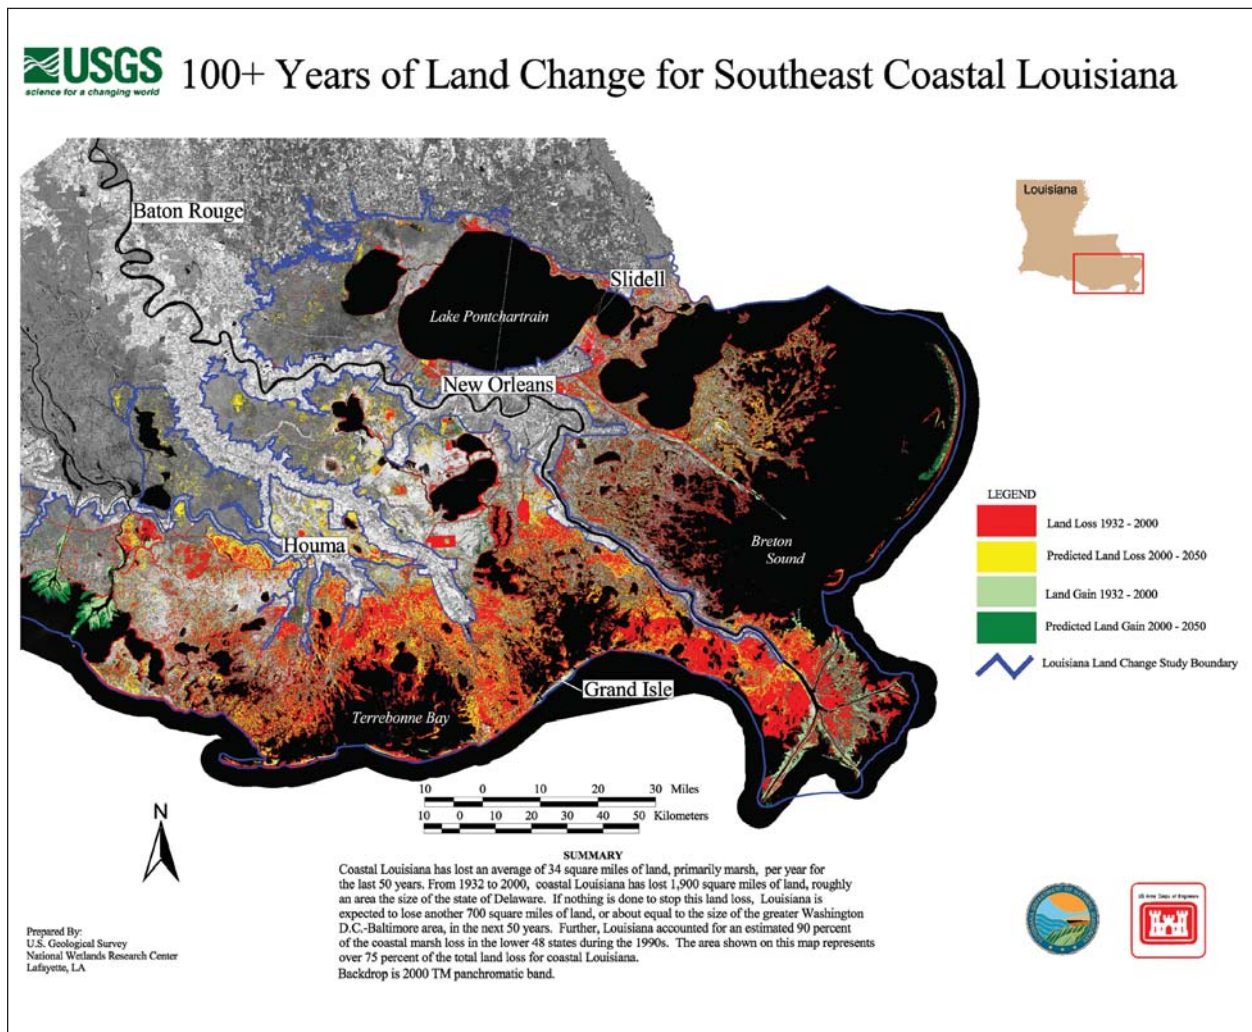 USGS
science for a changing world
100+ Years of Land Change for Southeast Coastal Louisiana
Louisiana
Baton Rouge
Slidell
Lake Pontchartrain
New Orleans
LEGEND
Land Loss 1932 - 2000
Predicted Land Loss 2000 - 2050
Land Gain 1932 - 2000
Predicted Land Gain 2000 - 2050
Louisiana Land Change Study Boundary
Breton
Sound
Houma
Grand Isle
Terrebonne Bay
10 0 10 20 30 Miles
10 0 10 20 30 40 50 Kilometers
N
SUMMARY
Coastal Louisiana has lost an average of 34 square miles of land, primarily marsh, per year for
the last 50 years. From 1932 to 2000, coastal Louisiana has lost 1,900 square miles of land, roughly
an area the size of the state of Delaware. If nothing is done to stop this land loss, Louisiana is
expected to lose another 700 square miles of land, or about equal to the size of the greater Washington
D.C.-Baltimore area, in the next 50 years. Further, Louisiana accounted for an estimated 90 percent
of the coastal marsh loss in the lower 48 states during the 1990s. The area shown on this map represents
over 75 percent of the total land loss for coastal Louisiana.
Backdrop is 2000 TM panchromatic band.
Prepared By:
U.S. Geological Survey
National Wetlands Research Center
Lafayette, LA
US Army Corps of Engineers